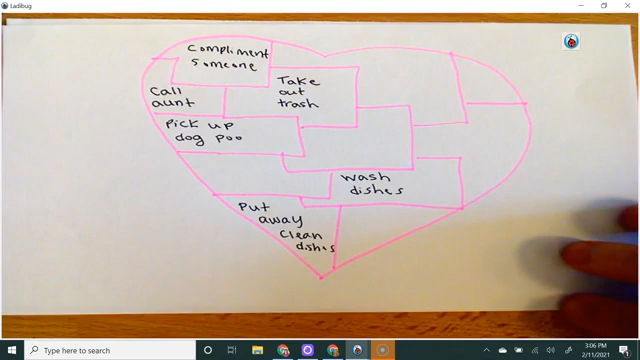 Ladibug
Compliment
someone
Call
aunt
Take
out
trash
Pick up
dog poo
Wash
dishes
Put
away
clean
dishes
Type here to search
3:06 PM
2/11/2021